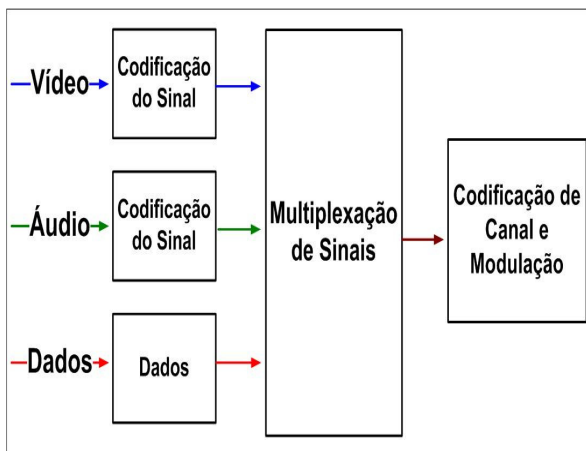 Vídeo
Codificação
do Sinal
Áudio
Codificação
do Sinal
Dados
Dados
Multiplexação
de Sinais
Codificação de
Canal e
Modulação